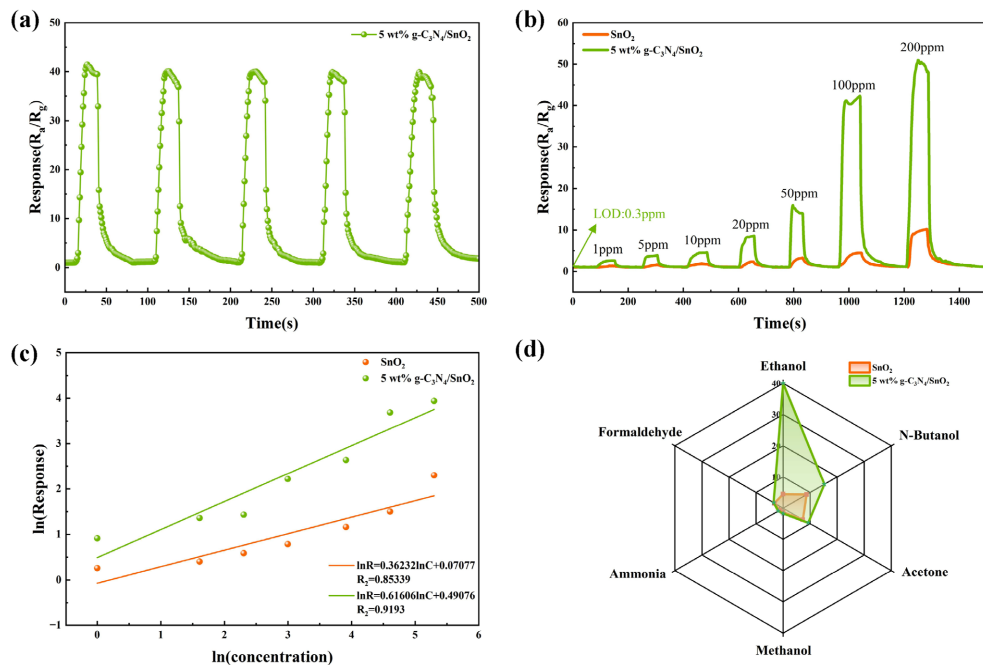 (a)
5 wt% g-C₃N₄/SnO₂
Response(Rₐ/R_g)
50
40
30
20
10
0
0 50 100 150 200 250 300 350 400 450 500
Time(s)
(b)
SnO₂
5 wt% g-C₃N₄/SnO₂
Response(Rₐ/R_g)
60
50
40
30
20
10
0
LOD:0.3ppm
1ppm
5ppm
10ppm
20ppm
50ppm
100ppm
200ppm
0 200 400 600 800 1000 1200 1400
Time(s)
(c)
SnO₂
5 wt% g-C₃N₄/SnO₂
ln(Response)
5
4
3
2
1
0
−1
lnR=0.36232lnC+0.07077
R₂=0.85339
lnR=0.61606lnC+0.49076
R₂=0.9193
0 1 2 3 4 5 6
ln(concentration)
(d)
SnO₂
5 wt% g-C₃N₄/SnO₂
Ethanol
40
30
20
10
N-Butanol
Acetone
Methanol
Ammonia
Formaldehyde